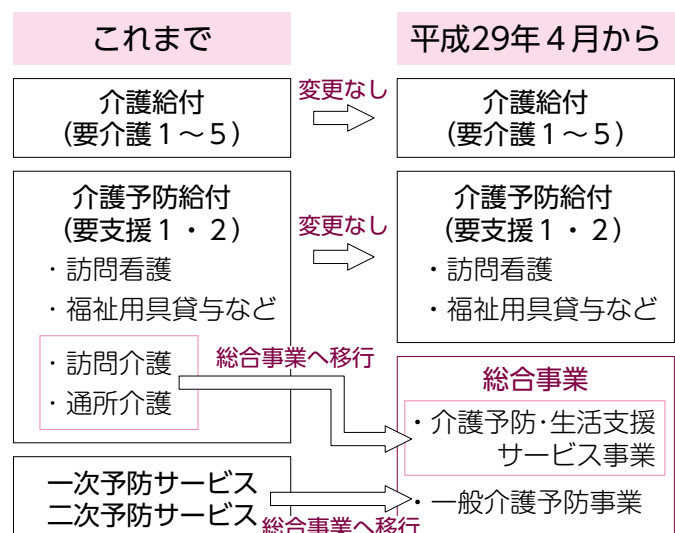 これまで
平成29年４月から
介護給付
（要介護１～５）
変更なし
介護給付
（要介護１～５）
介護予防給付
（要支援１・２）
・訪問看護
・福祉用具貸与など
・訪問介護
・通所介護
変更なし
介護予防給付
（要支援１・２）
・訪問看護
・福祉用具貸与など
総合事業へ移行
総合事業
・介護予防・生活支援
サービス事業
・一般介護予防事業
一次予防サービス
二次予防サービス
総合事業へ移行